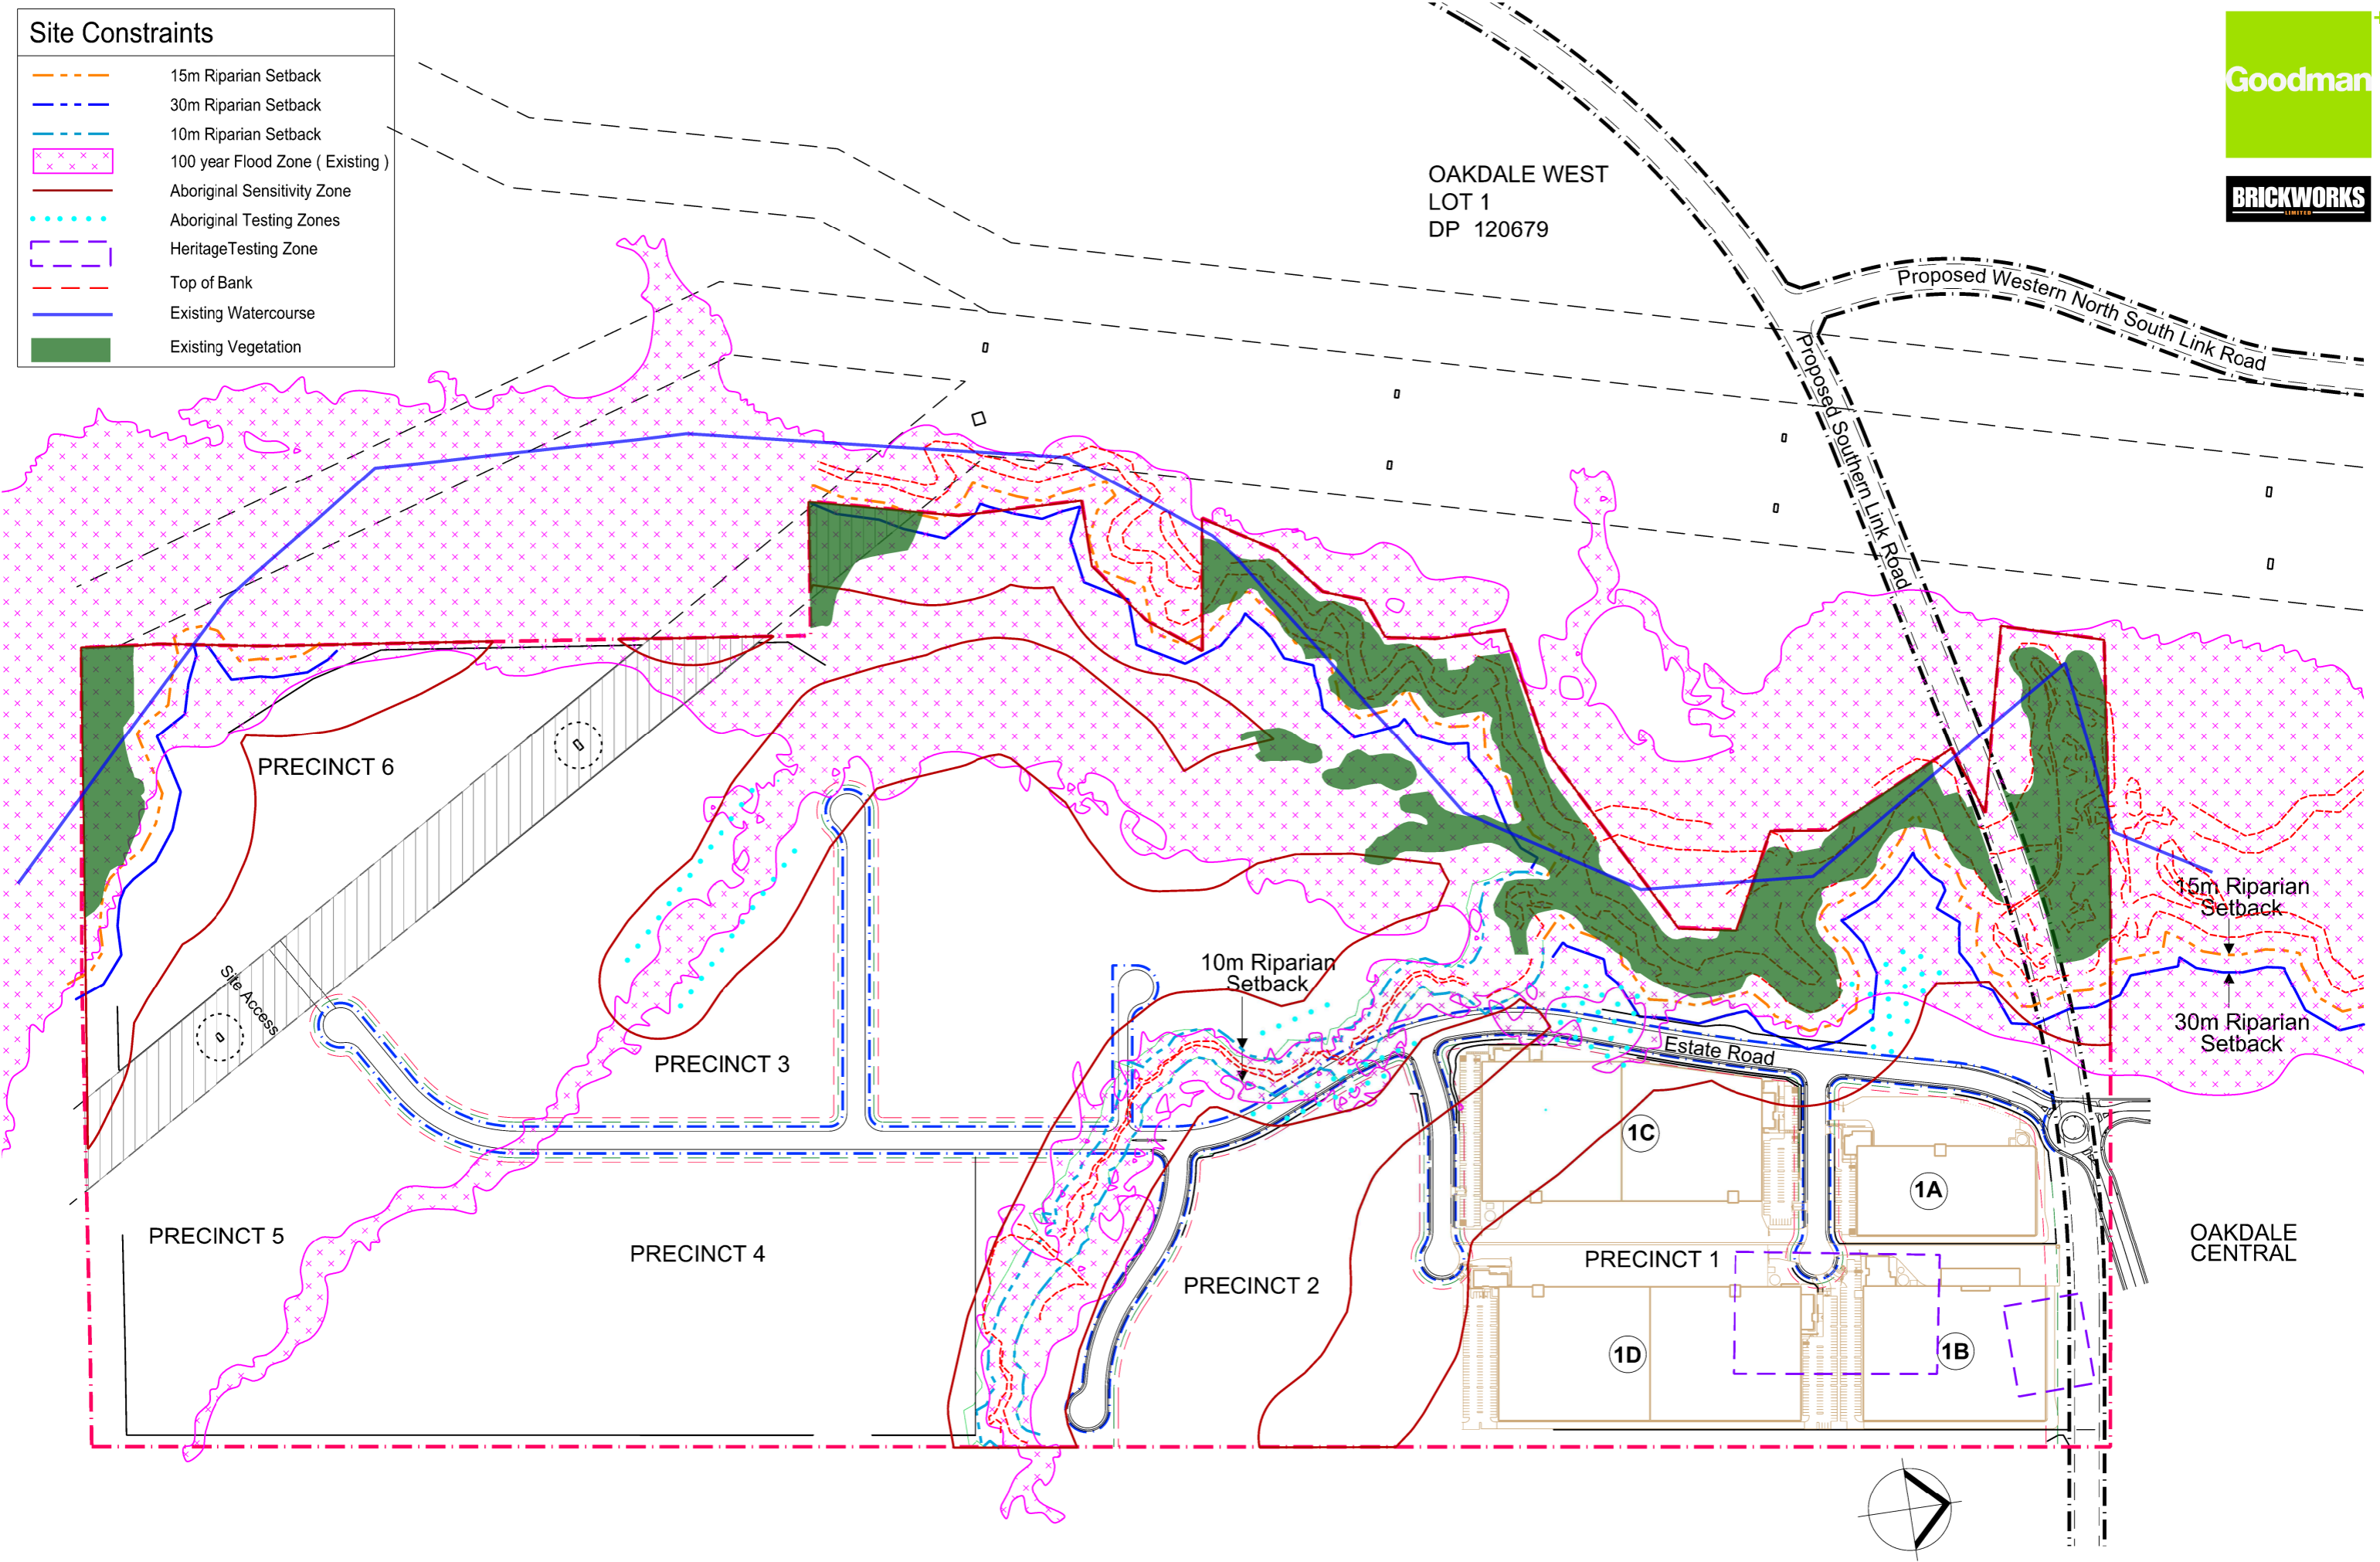 Site Constraints
15m Riparian Setback
30m Riparian Setback
10m Riparian Setback
100 year Flood Zone ( Existing )
Aboriginal Sensitivity Zone
Aboriginal Testing Zones
HeritageTesting Zone
Top of Bank
Existing Watercourse
Existing Vegetation
Goodman
BRICKWORKS
LIMITED
OAKDALE WEST
LOT 1
DP 120679
Proposed Western North South Link Road
Proposed Southern Link Road
PRECINCT 6
15m Riparian
Setback
10m Riparian
Setback
Site Access
30m Riparian
Setback
Estate Road
PRECINCT 3
1C
1A
PRECINCT 5
PRECINCT 4
PRECINCT 2
PRECINCT 1
OAKDALE
CENTRAL
1D
1B